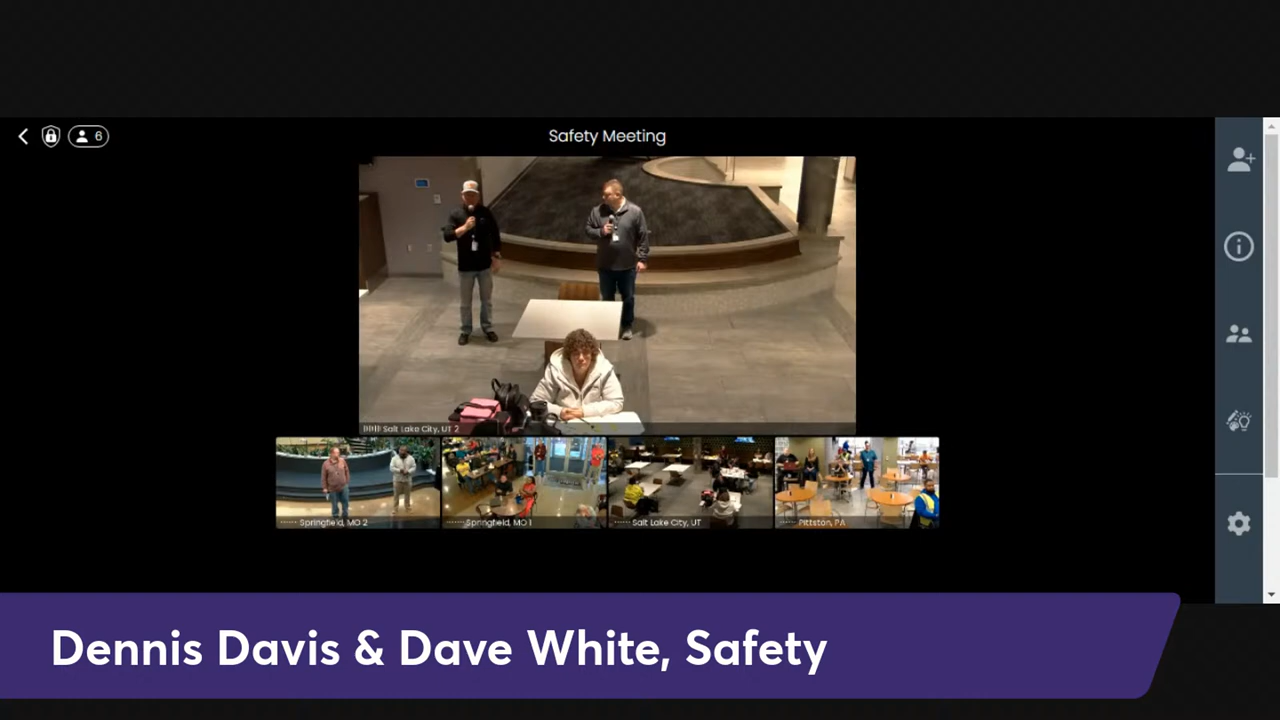 6
Safety Meeting
Salt Lake City, UT 2
Springfield, MO 2
Springfield, MO 1
Salt Lake City, UT
Pittston, PA
Dennis Davis & Dave White, Safety